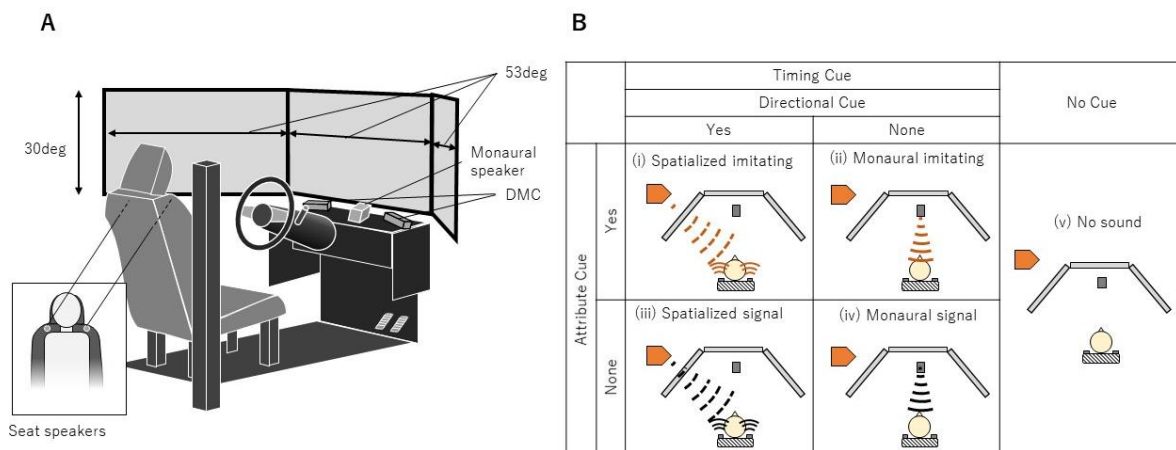 A
53deg
30deg
Monaural
speaker
DMC
Seat speakers
B
Timing Cue
No Cue
Directional Cue
Yes
None
Attribute Cue
Yes
(i) Spatialized imitating
(ii) Monaural imitating
(v) No sound
None
(iii) Spatialized signal
(iv) Monaural signal